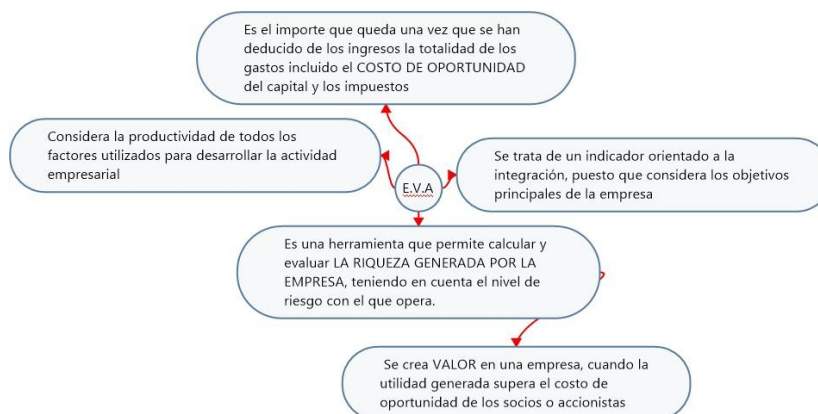 Es el importe que queda una vez que se han
deducido de los ingresos la totalidad de los
gastos incluido el COSTO DE OPORTUNIDAD
del capital y los impuestos
Considera la productividad de todos los
factores utilizados para desarrollar la actividad
empresarial
Se trata de un indicador orientado a la
integración, puesto que considera los objetivos
principales de la empresa
E.V.A
Es una herramienta que permite calcular y
evaluar LA RIQUEZA GENERADA POR LA
EMPRESA, teniendo en cuenta el nivel de
riesgo con el que opera.
Se crea VALOR en una empresa, cuando la
utilidad generada supera el costo de
oportunidad de los socios o accionistas